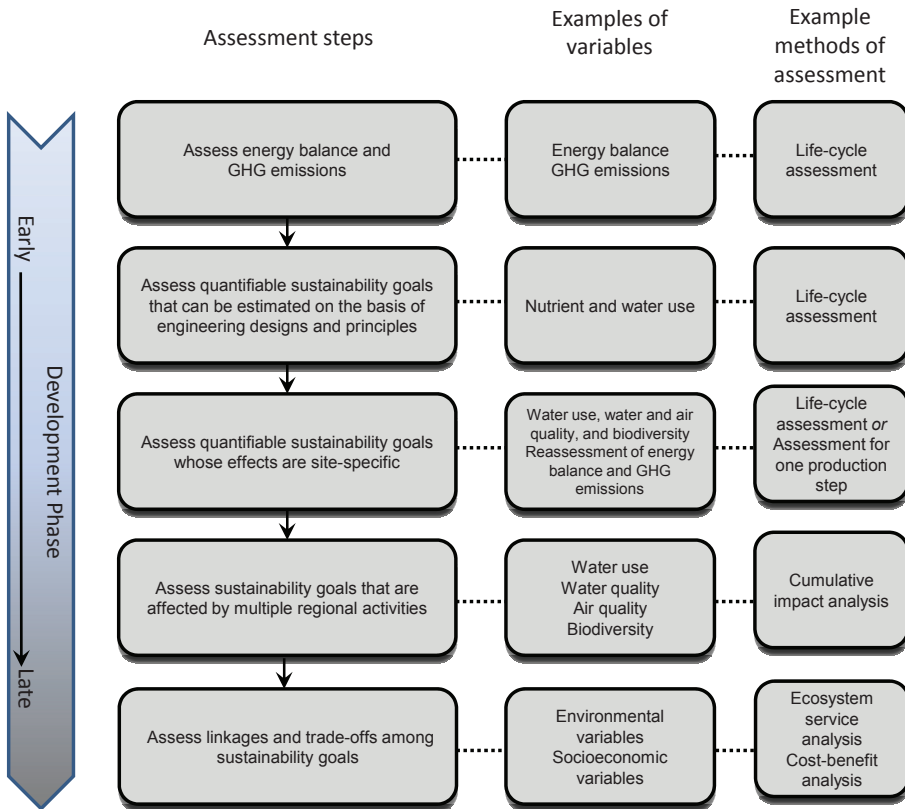 Assessment steps
Examples of
variables
Example
methods of
assessment
Early
Development Phase
Late
Assess energy balance and
GHG emissions
Energy balance
GHG emissions
Life-cycle
assessment
Assess quantifiable sustainability goals
that can be estimated on the basis of
engineering designs and principles
Nutrient and water use
Life-cycle
assessment
Assess quantifiable sustainability goals
whose effects are site-specific
Water use, water and air
quality, and biodiversity
Reassessment of energy
balance and GHG
emissions
Life-cycle
assessment or
Assessment for
one production
step
Assess sustainability goals that are
affected by multiple regional activities
Water use
Water quality
Air quality
Biodiversity
Cumulative
impact analysis
Assess linkages and trade-offs among
sustainability goals
Environmental
variables
Socioeconomic
variables
Ecosystem
service
analysis
Cost-benefit
analysis